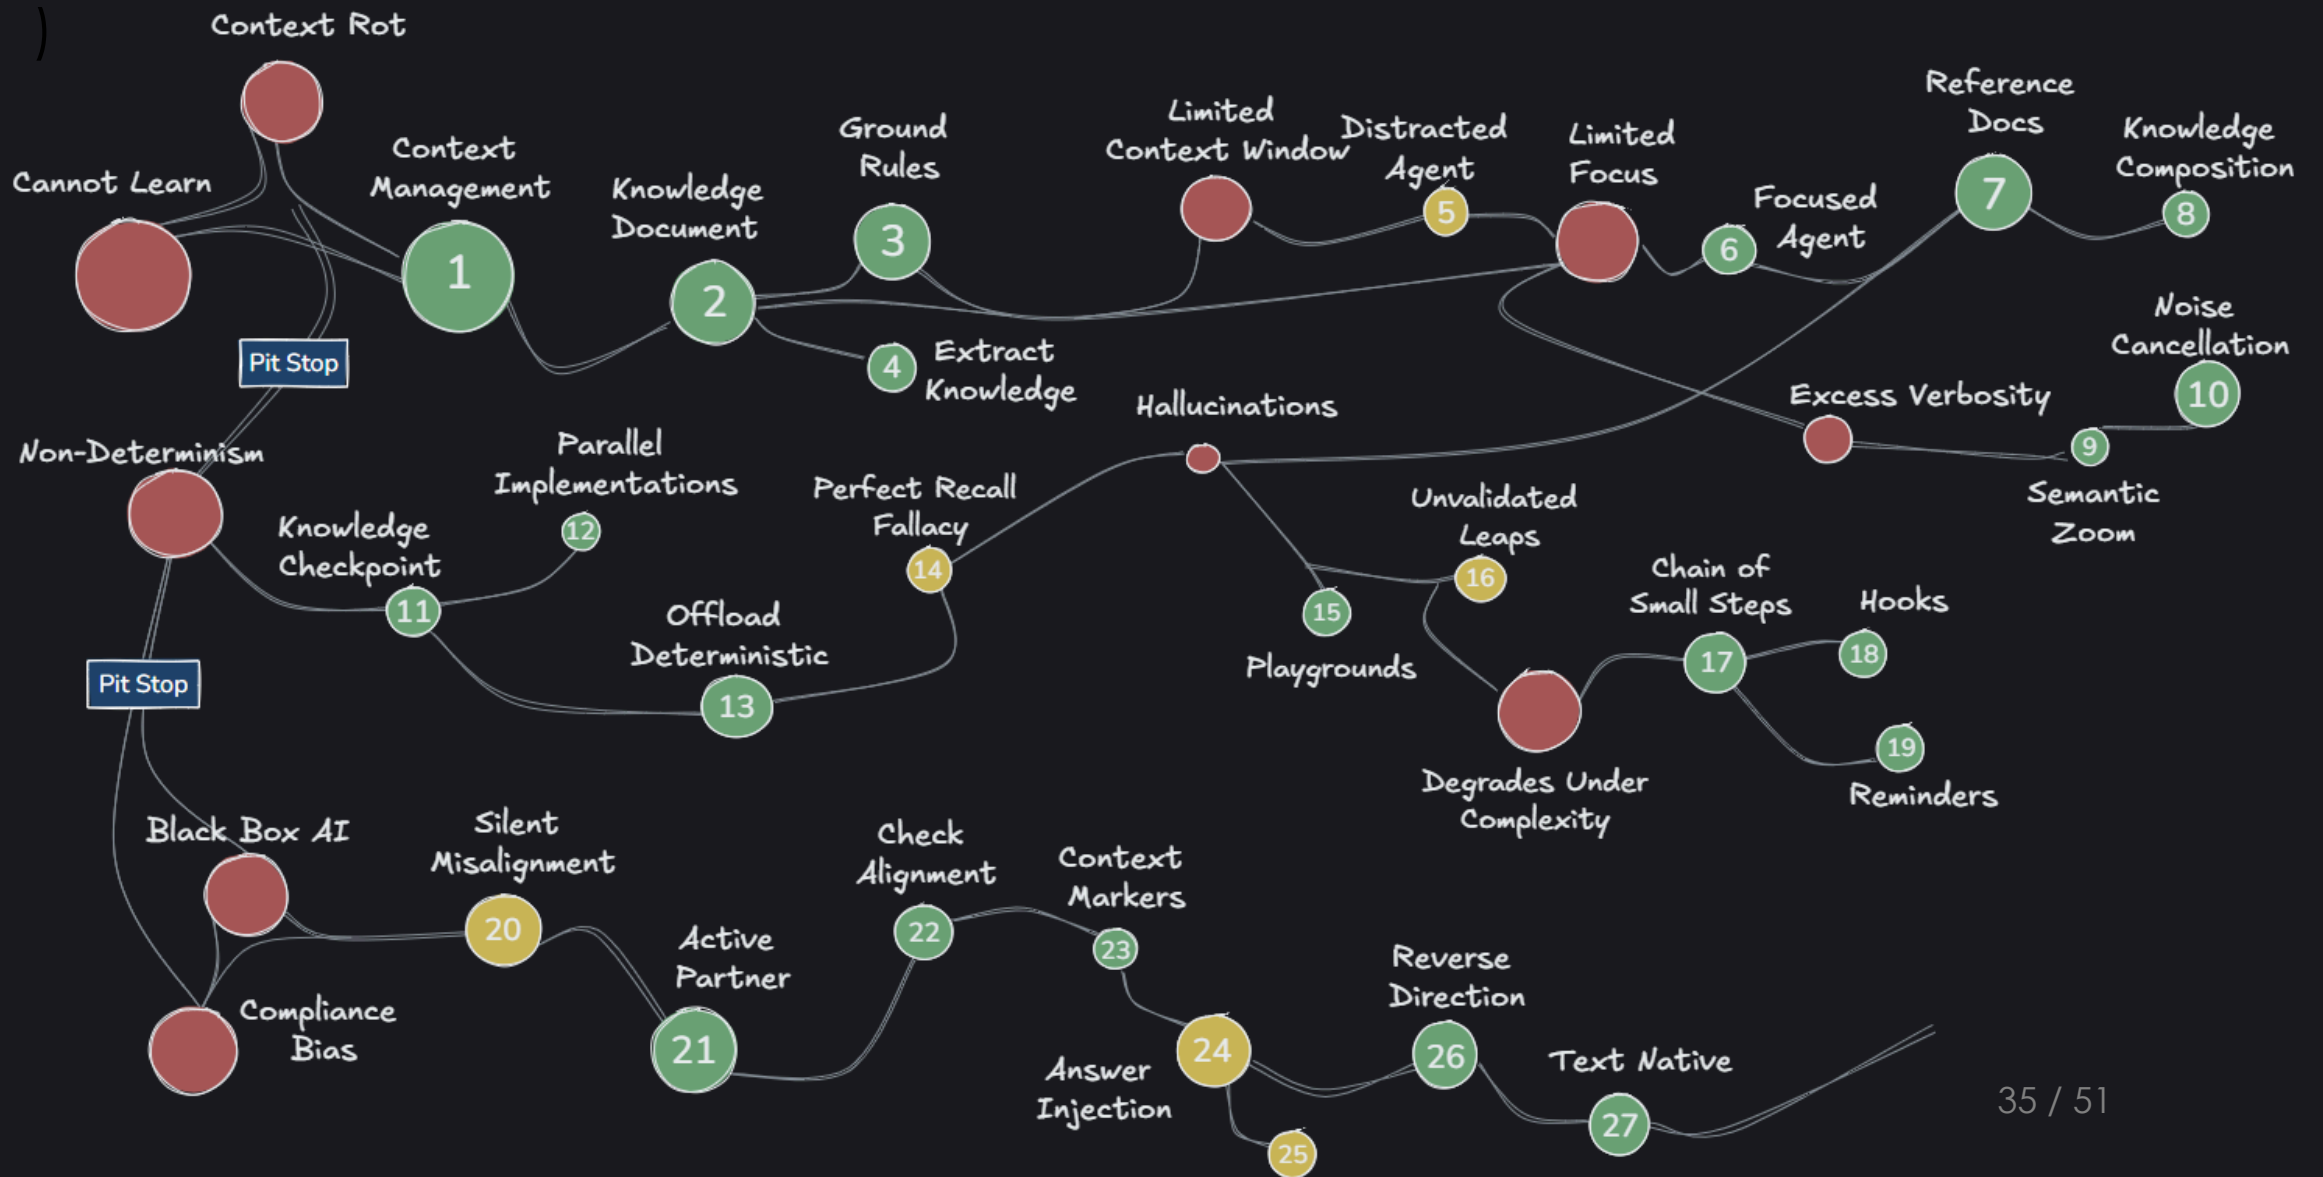 )
Context Rot
Cannot Learn
Context
Management
1
Knowledge
Document
2
Ground
Rules
3
4
Extract
Knowledge
Limited
Context Window
Distracted
Agent
5
Limited
Focus
6
Focused
Agent
Reference
Docs
7
Knowledge
Composition
8
Excess Verbosity
9
Semantic
Zoom
Noise
Cancellation
10
Pit Stop
Non-Determinism
Knowledge
Checkpoint
11
Parallel
Implementations
12
Offload
Deterministic
13
Perfect Recall
Fallacy
14
Hallucinations
15
Playgrounds
Unvalidated
Leaps
16
Degrades Under
Complexity
Chain of
Small Steps
17
Hooks
18
19
Reminders
Pit Stop
Black Box AI
Compliance
Bias
Silent
Misalignment
20
Active
Partner
21
Check
Alignment
22
Context
Markers
23
24
Answer
Injection
25
Reverse
Direction
26
Text Native
27
35 / 51